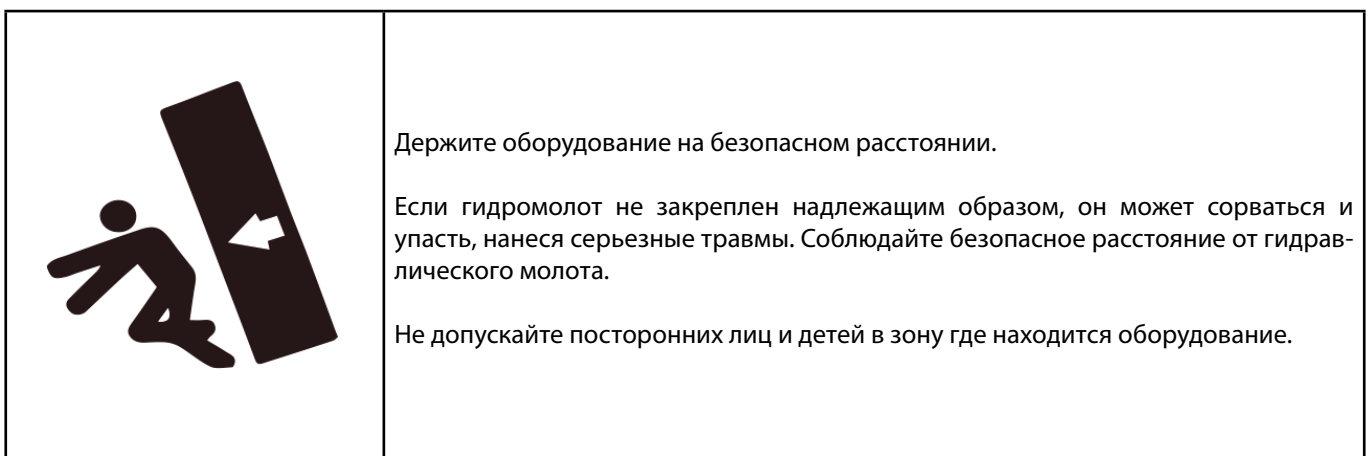 Держите оборудование на безопасном расстоянии.
Если гидромолот не закреплен надлежащим образом, он может сорваться и
упасть, нанеся серьезные травмы. Соблюдайте безопасное расстояние от гидрав-
лического молота.
Не допускайте посторонних лиц и детей в зону где находится оборудование.